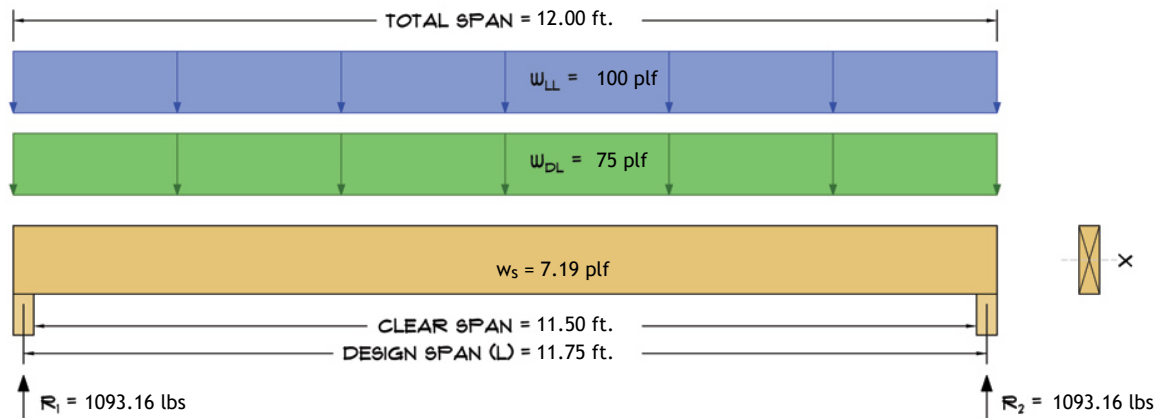 TOTAL SPAN = 12.00 ft.
WLL = 100 plf
WDL = 75 plf
ws = 7.19 plf
X
CLEAR SPAN = 11.50 ft.
DESIGN SPAN (L) = 11.75 ft.
R1 = 1093.16 lbs
R2 = 1093.16 lbs